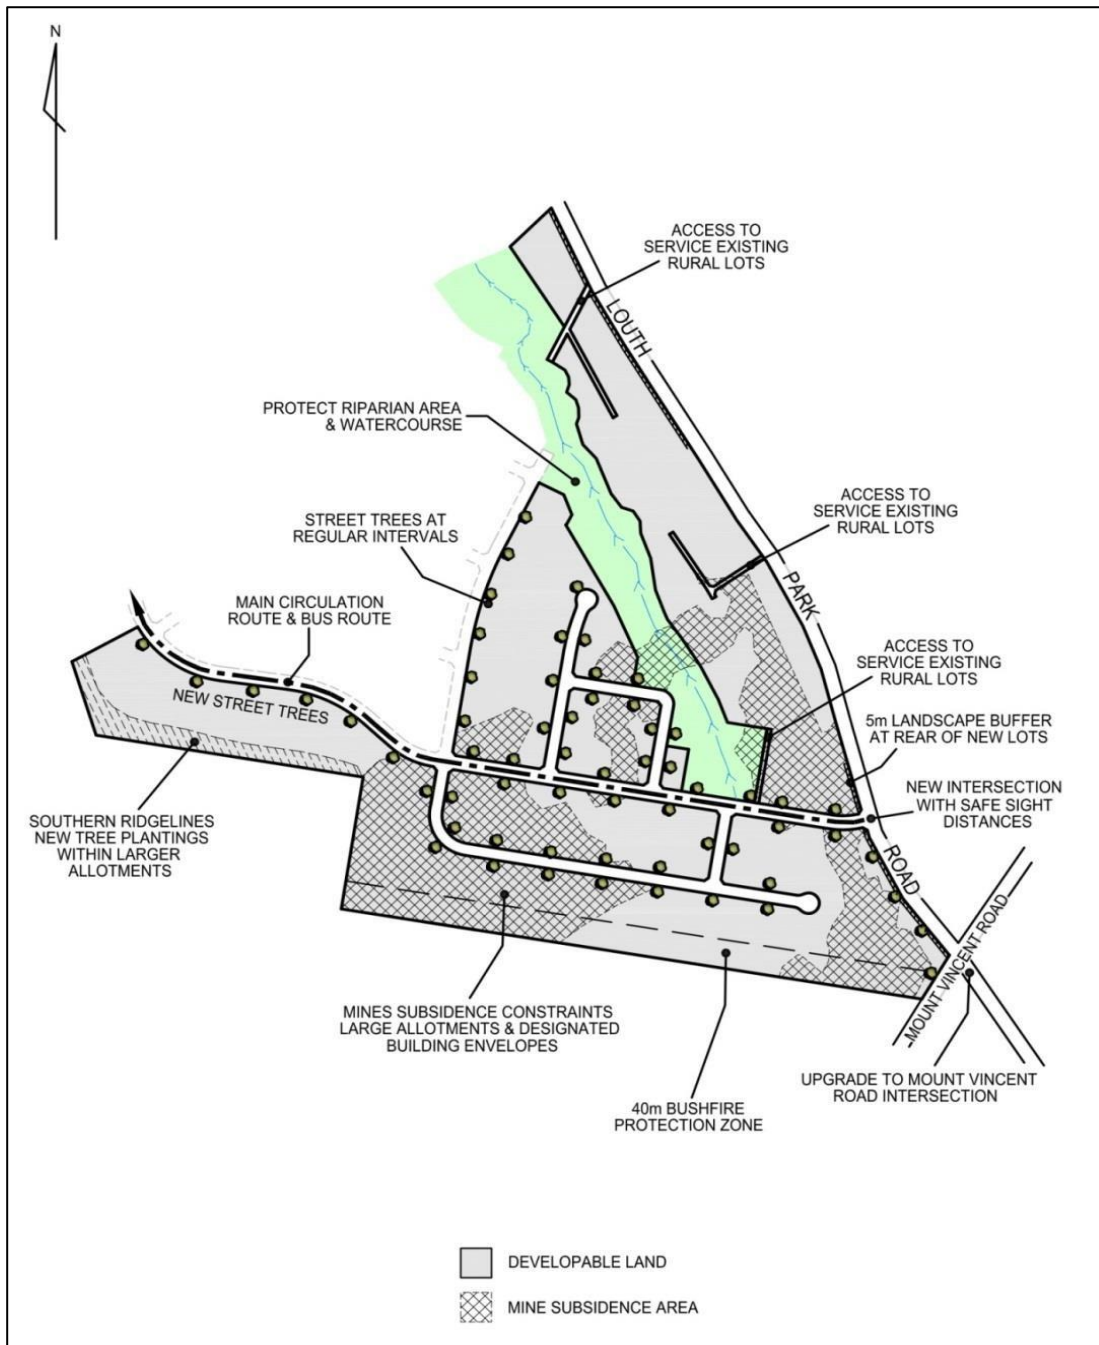 N
ACCESS TO
SERVICE EXISTING
RURAL LOTS
LOUTH
PARK
ROAD
PROTECT RIPARIAN AREA
& WATERCOURSE
ACCESS TO
SERVICE EXISTING
RURAL LOTS
STREET TREES AT
REGULAR INTERVALS
MAIN CIRCULATION
ROUTE & BUS ROUTE
ACCESS TO
SERVICE EXISTING
RURAL LOTS
NEW STREET TREES
5m LANDSCAPE BUFFER
AT REAR OF NEW LOTS
NEW INTERSECTION
WITH SAFE SIGHT
DISTANCES
SOUTHERN RIDGELINES
NEW TREE PLANTINGS
WITHIN LARGER
ALLOTMENTS
MOUNT VINCENT ROAD
MINES SUBSIDENCE CONSTRAINTS
LARGE ALLOTMENTS & DESIGNATED
BUILDING ENVELOPES
UPGRADE TO MOUNT VINCENT
ROAD INTERSECTION
40m BUSHFIRE
PROTECTION ZONE
DEVELOPABLE LAND
MINE SUBSIDENCE AREA